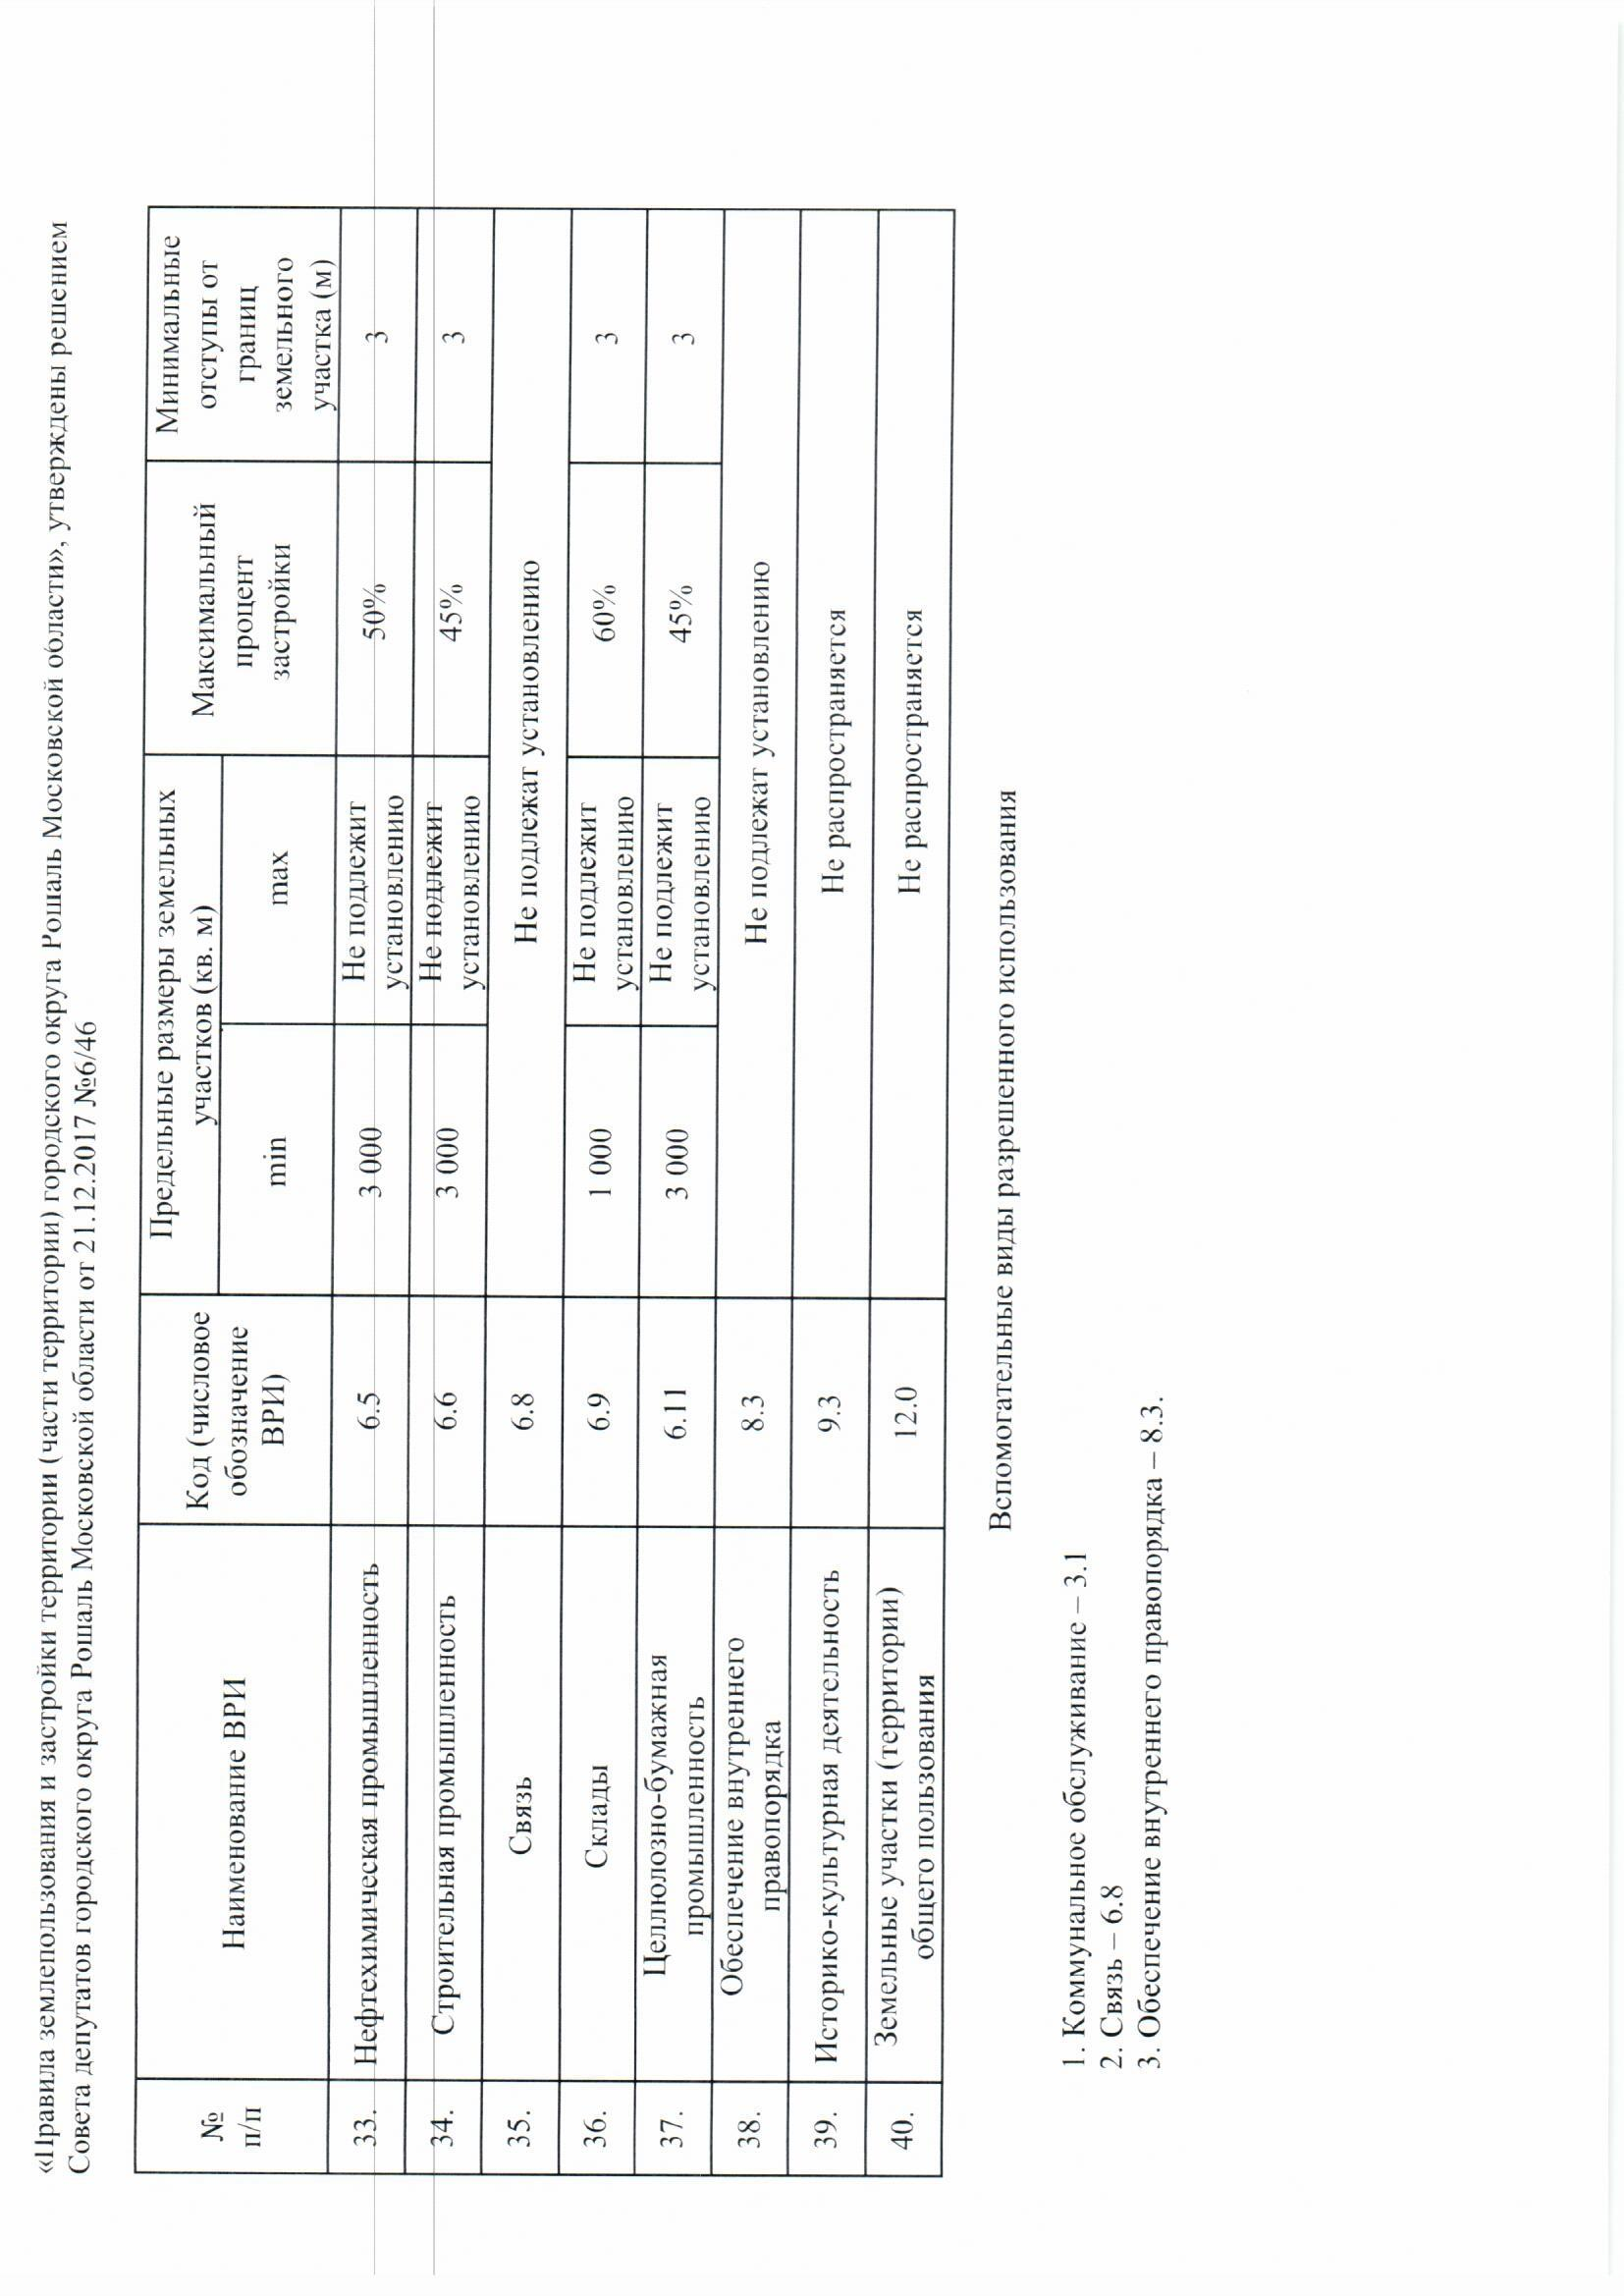 «Правила землепользования и застройки территории (части территории) городского округа Рошаль Московской области», утверждены решением
Совета депутатов городского округа Рошаль Московской области от 21.12.2017 №6/46
№ п/п
Наименование ВРИ
Код (числовое обозначение ВРИ)
Предельные размеры земельных участков (кв. м)
min
max
Максимальный процент застройки
Минимальные отступы от границ земельного участка (м)
33. Нефтехимическая промышленность 6.5 3 000 Не подлежит установлению 50% 3
34. Строительная промышленность 6.6 3 000 Не подлежит установлению 45% 3
35. Связь 6.8 Не подлежат установлению
36. Склады 6.9 1 000 Не подлежит установлению 60% 3
37. Целлюлозно-бумажная промышленность 6.11 3 000 Не подлежит установлению 45% 3
38. Обеспечение внутреннего правопорядка 8.3 Не подлежат установлению
39. Историко-культурная деятельность 9.3 Не распространяется
40. Земельные участки (территории) общего пользования 12.0 Не распространяется
Вспомогательные виды разрешенного использования
1. Коммунальное обслуживание – 3.1
2. Связь – 6.8
3. Обеспечение внутреннего правопорядка – 8.3.